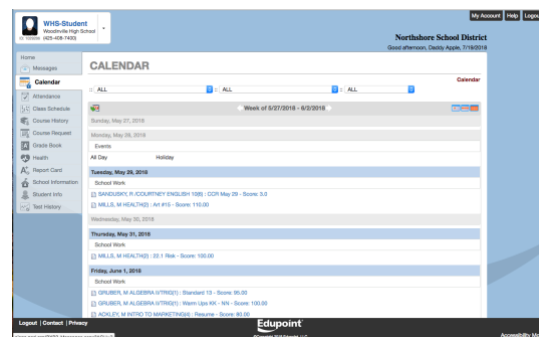 My Account | Help | Logout
WHS-Student
Woodinville High School
(425-408-7400)
Northshore School District
Good afternoon, Daddy Apple, 7/16/2018
Home
Messages
Calendar
Attendance
Class Schedule
Course History
Course Request
Grade Book
Health
Report Card
School Information
Student Info
Test History
CALENDAR
Calendar
ALL
ALL
ALL
Week of 5/27/2018 - 6/2/2018
Sunday, May 27, 2018
Monday, May 28, 2018
Events
All Day Holiday
Tuesday, May 29, 2018
School Work
SANDUSKY, P. /COURTNEY ENGLISH 10(6) : CCR May 29 - Score: 3.0
MILLS, M HEALTH(2) : Art #15 - Score: 110.00
Wednesday, May 30, 2018
Thursday, May 31, 2018
School Work
MILLS, M HEALTH(2) : 22.1 Risk - Score: 100.00
Friday, June 1, 2018
School Work
GRUBER, M ALGEBRA II/TRIG(1) : Standard 13 - Score: 95.00
GRUBER, M ALGEBRA II/TRIG(1) : Warm Ups KK - NN - Score: 100.00
ACKLEY, M INTRO TO MARKETING(4) : Resume - Score: 80.00
Logout | Contact | Privacy
Edupoint
Accessibility Mo